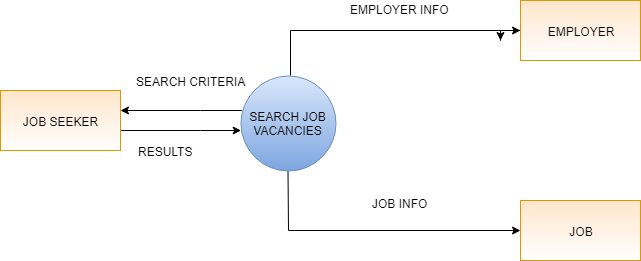 EMPLOYER INFO
EMPLOYER
SEARCH CRITERIA
JOB SEEKER
SEARCH JOB
VACANCIES
RESULTS
JOB INFO
JOB